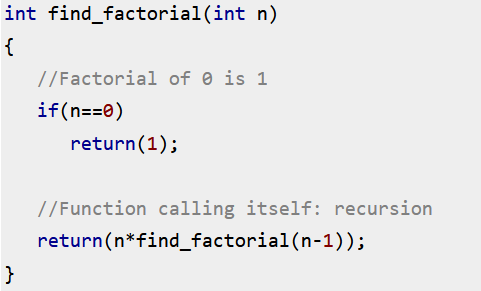 int find_factorial(int n)
{
   //Factorial of 0 is 1
   if(n==0)
      return(1);

   //Function calling itself: recursion
   return(n*find_factorial(n-1));
}